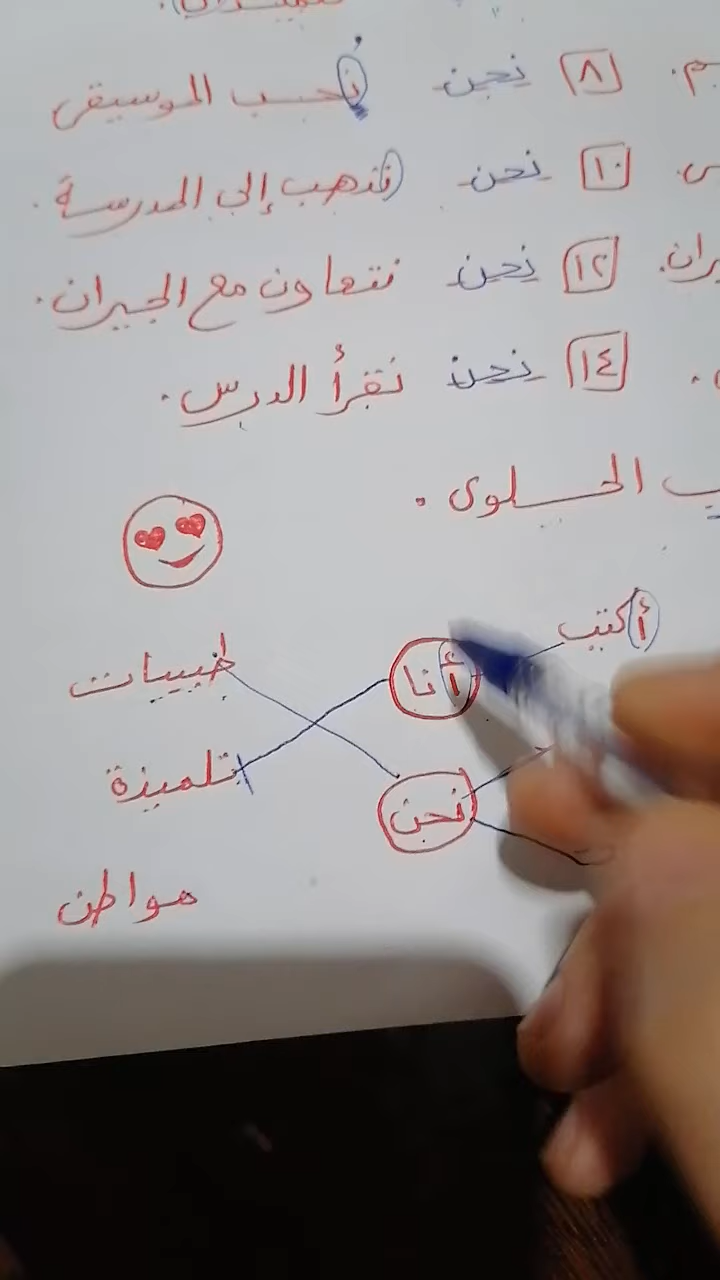 ٨ نحن نُحب الموسيقى
١٠ نحن نذهب إلى المدرسة.
١٢ نحن نتعاون مع الجيران.
١٤ نحن نقرأ الدرس.
الحلوى.
أكتب
أنا
طبيبات
تلميذة
نحن
مواطن